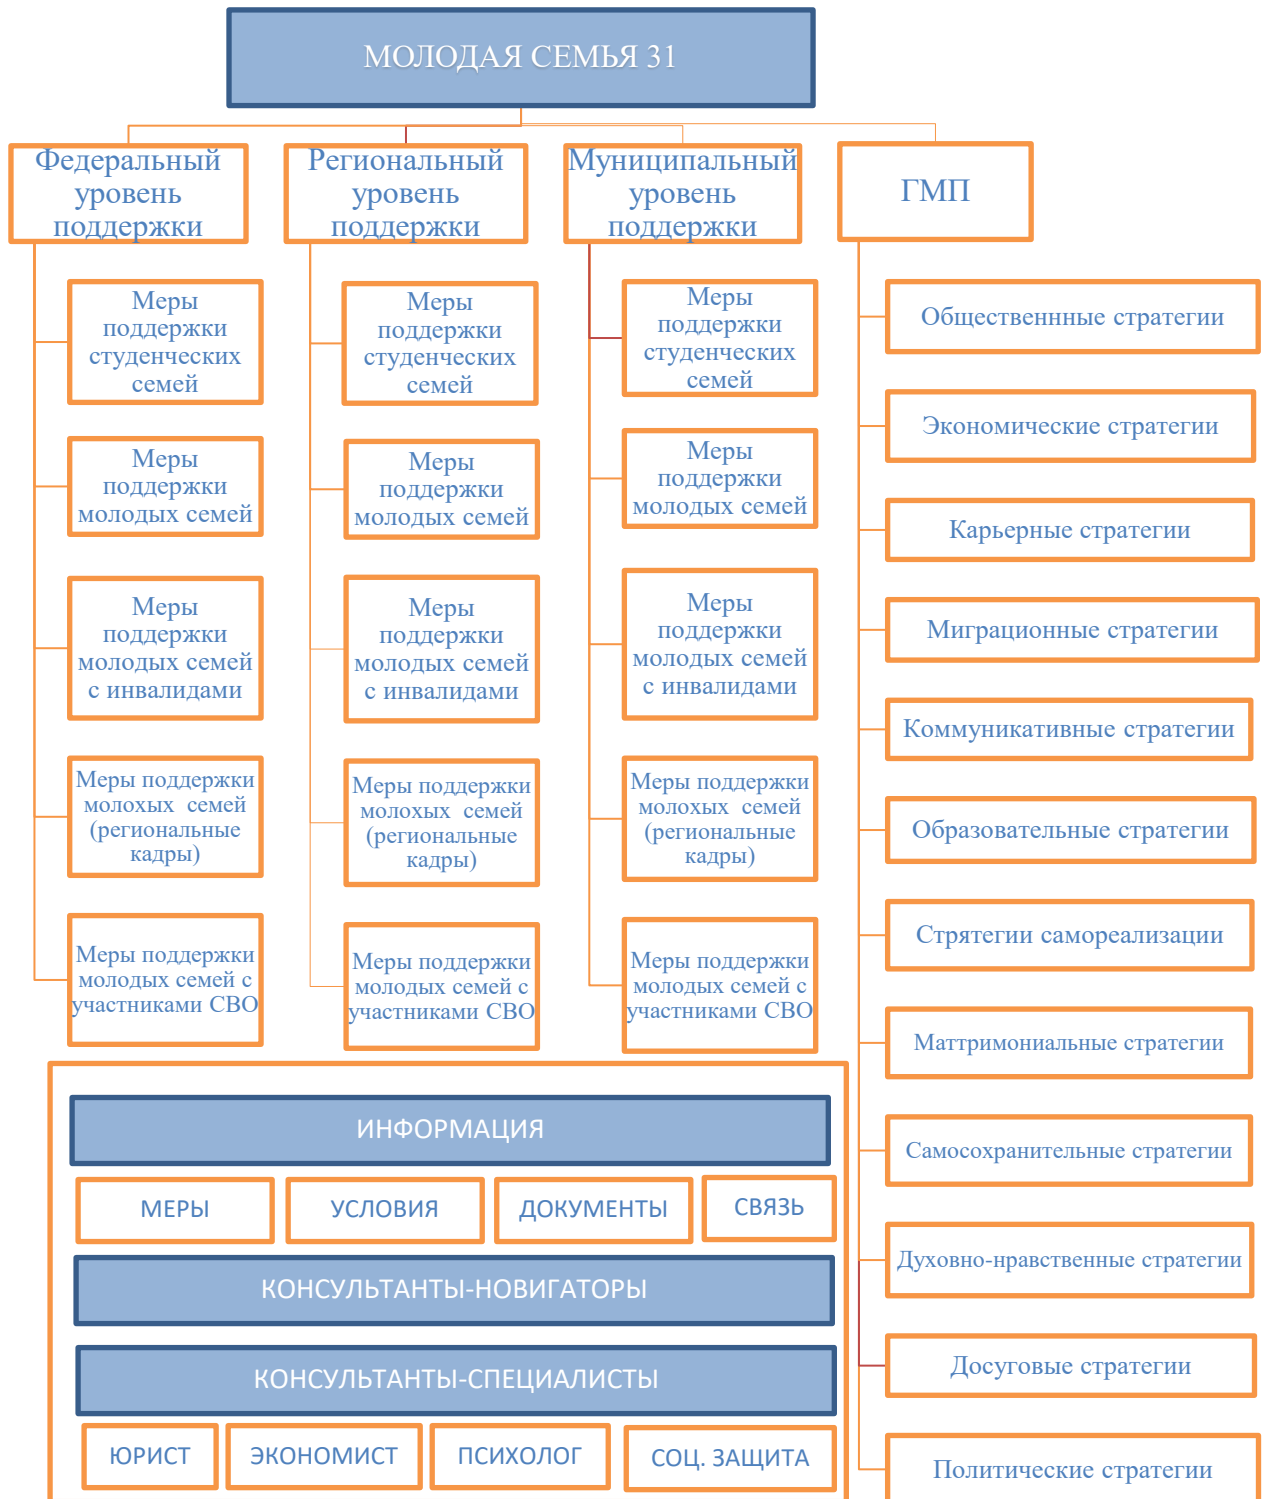 МОЛОДАЯ СЕМЬЯ 31
Федеральный
уровень
поддержки
Меры
поддержки
студенческих
семей
Меры
поддержки
молодых семей
Меры
поддержки
молодых семей
с инвалидами
Меры поддержки
молохых семей
(региональные
кадры)
Меры поддержки
молодых семей с
участниками СВО
Региональный
уровень
поддержки
Меры
поддержки
студенческих
семей
Меры
поддержки
молодых семей
Меры
поддержки
молодых семей
с инвалидами
Меры поддержки
молохых семей
(региональные
кадры)
Меры поддержки
молодых семей с
участниками СВО
Муниципальный
уровень
поддержки
Меры
поддержки
студенческих
семей
Меры
поддержки
молодых семей
Меры
поддержки
молодых семей
с инвалидами
Меры поддержки
молохых семей
(региональные
кадры)
Меры поддержки
молодых семей с
участниками СВО
ГМП
Общественнные стратегии
Экономические стратегии
Карьерные стратегии
Миграционные стратегии
Коммуникативные стратегии
Образовательные стратегии
Стрятегии самореализации
Маттримониальные стратегии
Самосохранительные стратегии
Духовно-нравственные стратегии
Досуговые стратегии
Политические стратегии
ИНФОРМАЦИЯ
МЕРЫ
УСЛОВИЯ
ДОКУМЕНТЫ
СВЯЗЬ
КОНСУЛЬТАНТЫ-НОВИГАТОРЫ
КОНСУЛЬТАНТЫ-СПЕЦИАЛИСТЫ
ЮРИСТ
ЭКОНОМИСТ
ПСИХОЛОГ
СОЦ. ЗАЩИТА